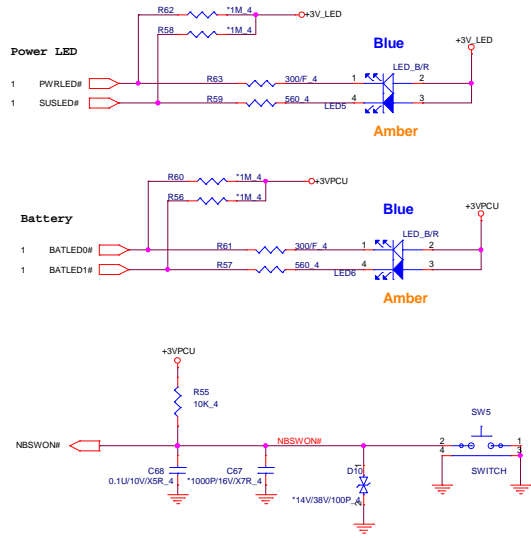 R62 *1M_4 +3V_LED
R58 *1M_4
Power LED Blue +3V_LED
LED_B/R
1 PWRLED# R63 300/F_4 1 2
1 SUSLED# R59 560_4 LED5 4 3
Amber
R60 *1M_4 +3VPCU
R56 *1M_4
Battery Blue +3VPCU
LED_B/R
1 BATLED0# R61 300/F_4 1 2
1 BATLED1# R57 560_4 LED6 4 3
Amber
+3VPCU
R55
10K_4
SW5
NBSWON# NBSWON# 2 1
4 3
C68 C67 D10 1 SWITCH
0.1U/10V/X5R_4 *1000P/16V/X7R_4
*14V/38V/100P_4 2